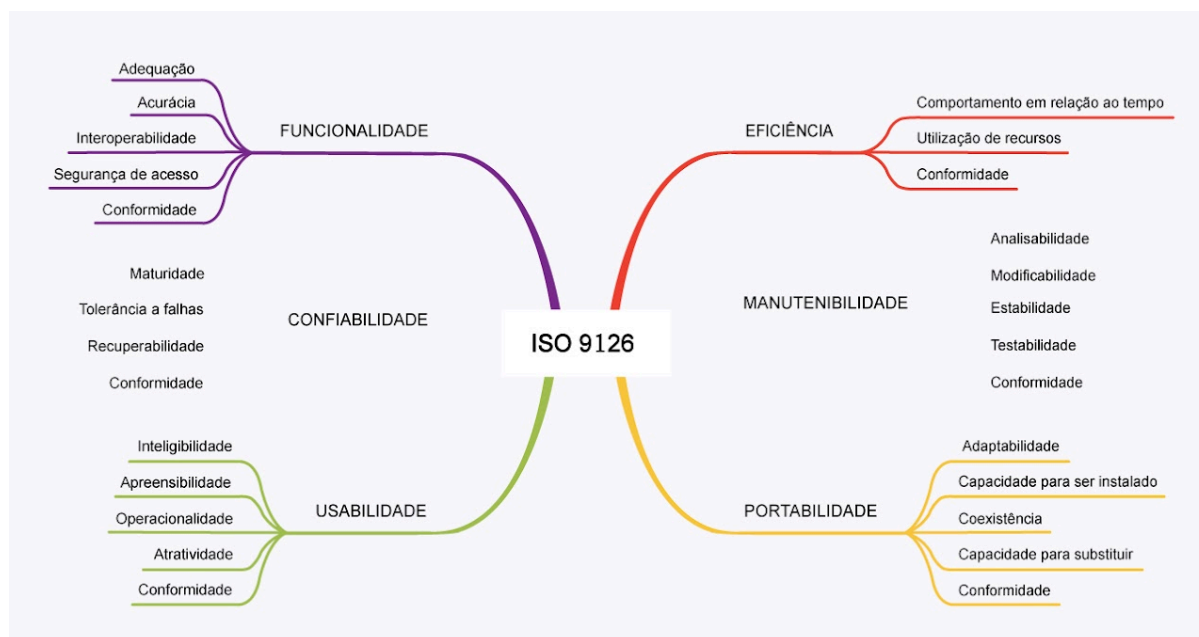 Adequação
Acurácia
Interoperabilidade
Segurança de acesso
Conformidade
FUNCIONALIDADE
Maturidade
Tolerância a falhas
Recuperabilidade
Conformidade
CONFIABILIDADE
Inteligibilidade
Apreensibilidade
Operacionalidade
Atratividade
Conformidade
USABILIDADE
ISO 9126
EFICIÊNCIA
Comportamento em relação ao tempo
Utilização de recursos
Conformidade
MANUTENIBILIDADE
Analisabilidade
Modificabilidade
Estabilidade
Testabilidade
Conformidade
PORTABILIDADE
Adaptabilidade
Capacidade para ser instalado
Coexistência
Capacidade para substituir
Conformidade